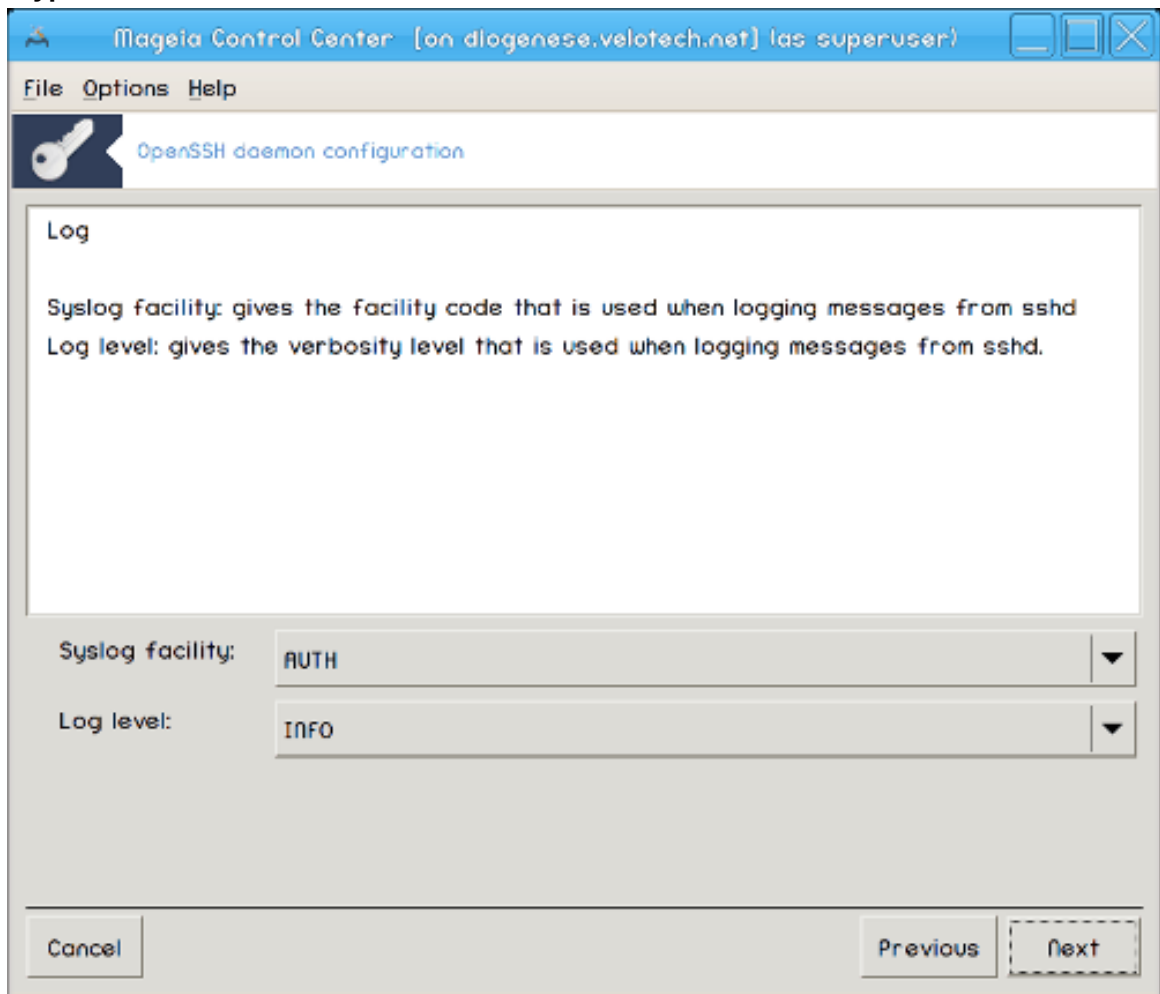 Mageia Control Center [on diogenese.velotech.net] (as superuser)
File Options Help
OpenSSH daemon configuration
Log
Syslog facility: gives the facility code that is used when logging messages from sshd
Log level: gives the verbosity level that is used when logging messages from sshd.
Syslog facility: AUTH
Log level: INFO
Cancel Previous Next